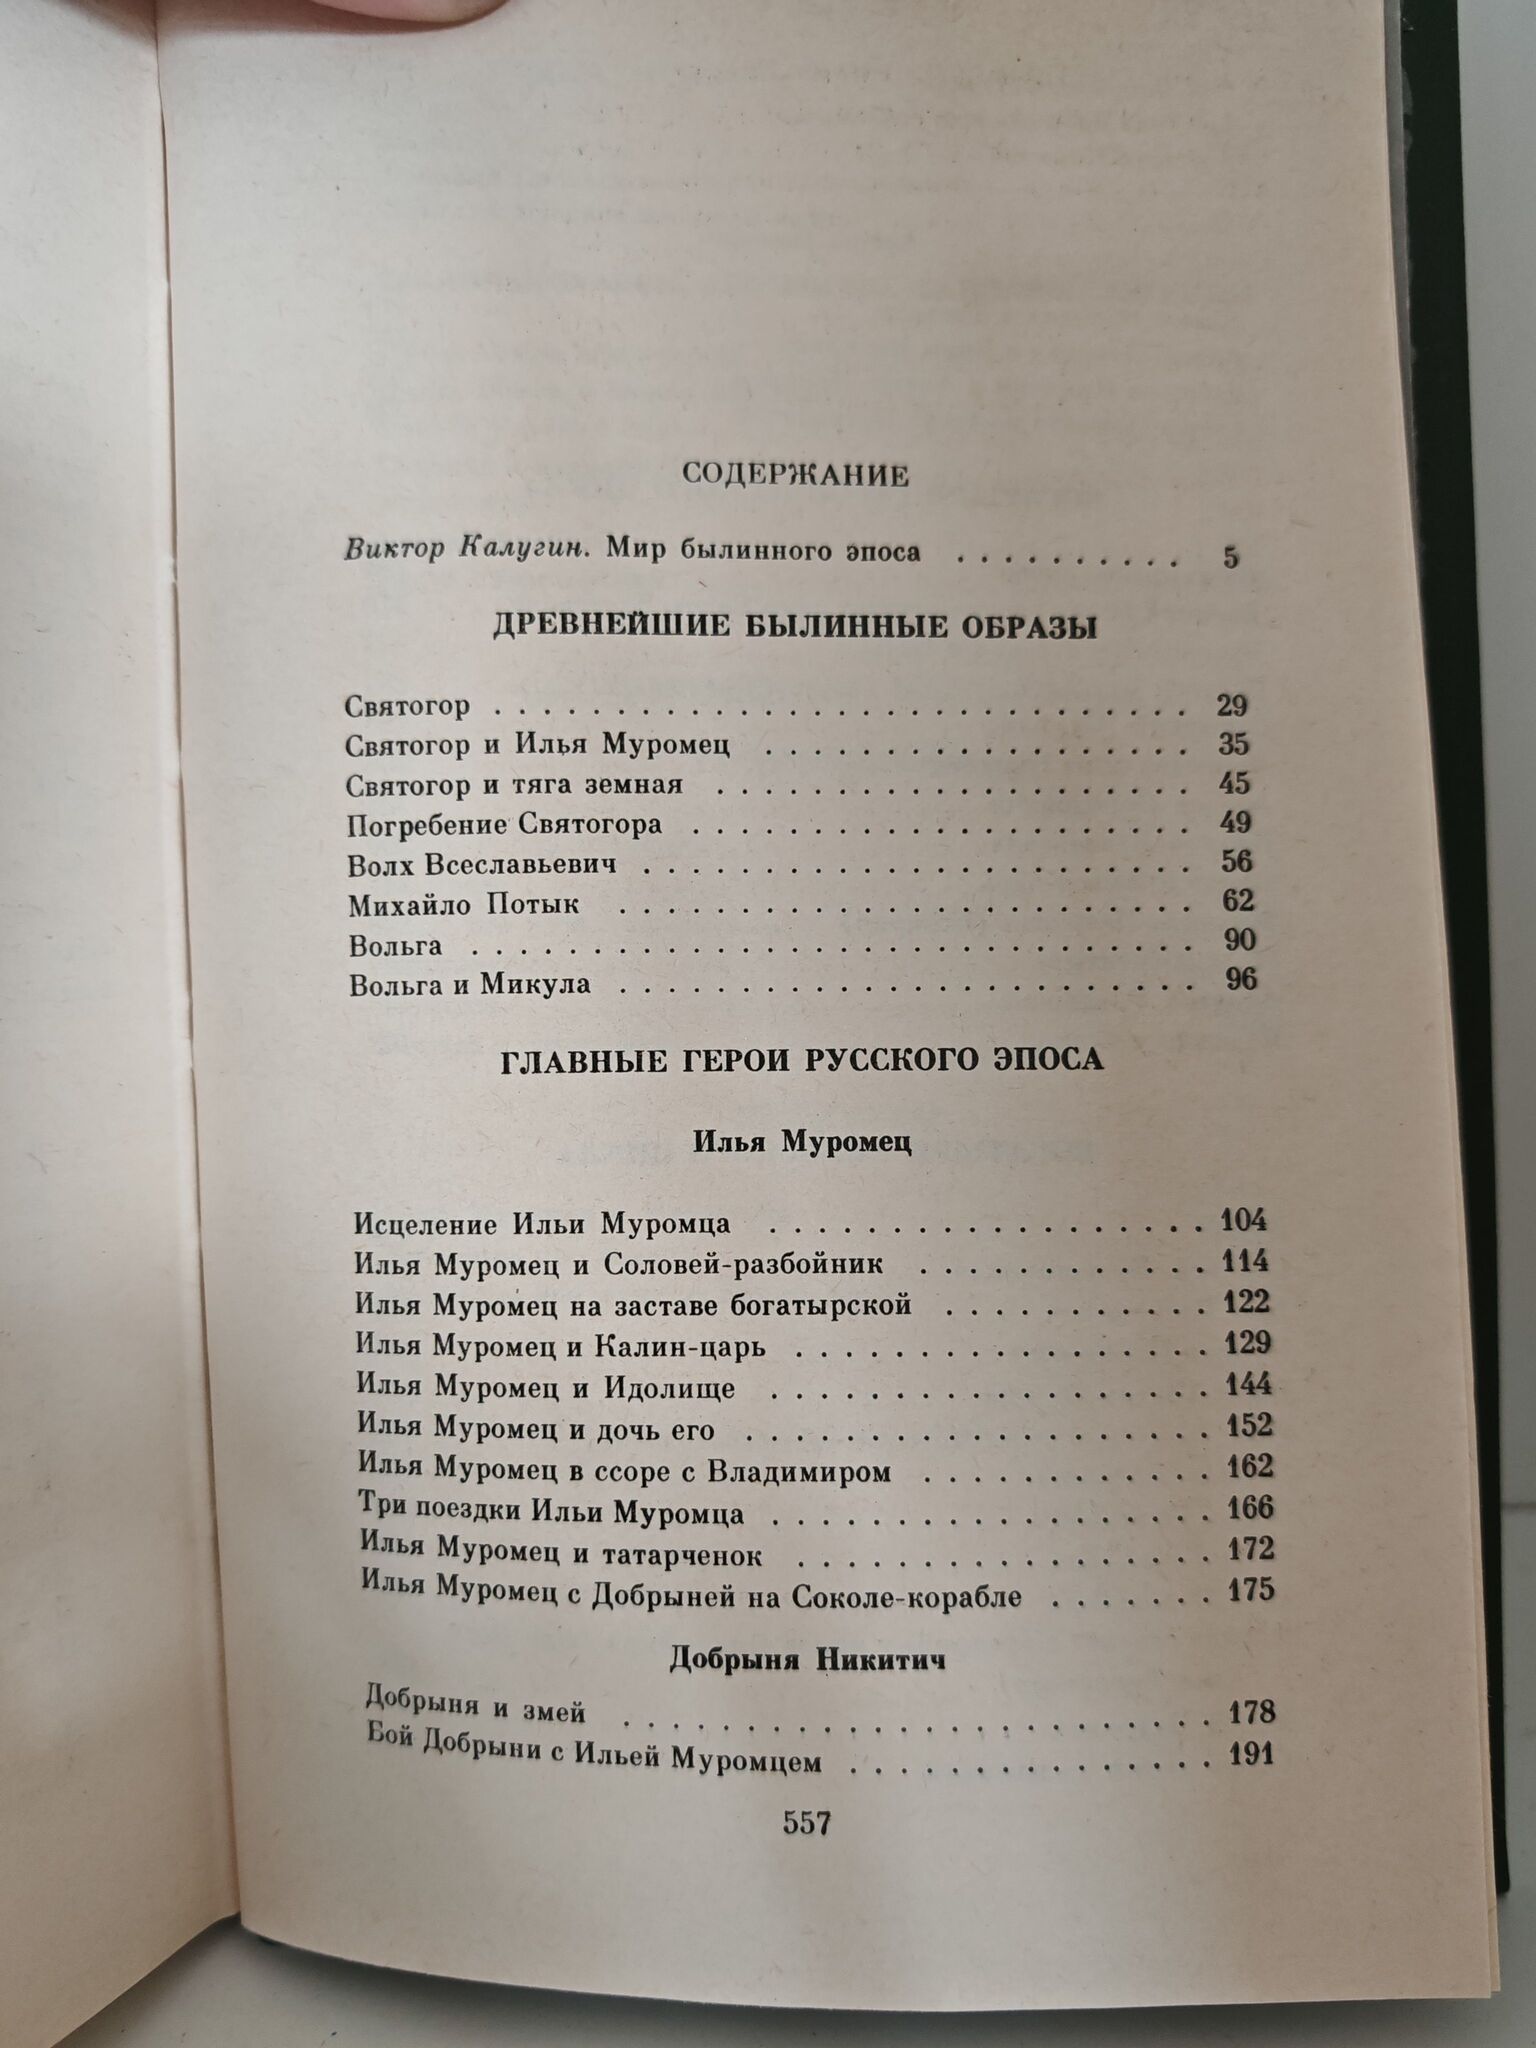 СОДЕРЖАНИЕ
Виктор Калугин. Мир былинного эпоса . . . . . . . . . . 5
ДРЕВНЕЙШИЕ БЫЛИННЫЕ ОБРАЗЫ
Святогор . . . . . . . . . . . . . . . . . . . . . . . . . . . . . 29
Святогор и Илья Муромец . . . . . . . . . . . . . . . . . . 35
Святогор и тяга земная . . . . . . . . . . . . . . . . . . . . 45
Погребение Святогора . . . . . . . . . . . . . . . . . . . . . 49
Волх Всеславьевич . . . . . . . . . . . . . . . . . . . . . . . 56
Михайло Потык . . . . . . . . . . . . . . . . . . . . . . . . 62
Вольга . . . . . . . . . . . . . . . . . . . . . . . . . . . . . . 90
Вольга и Микула . . . . . . . . . . . . . . . . . . . . . . . . 96
ГЛАВНЫЕ ГЕРОИ РУССКОГО ЭПОСА
Илья Муромец
Исцеление Ильи Муромца . . . . . . . . . . . . . . . . . . 104
Илья Муромец и Соловей-разбойник . . . . . . . . . . . . 114
Илья Муромец на заставе богатырской . . . . . . . . . . . 122
Илья Муромец и Калин-царь . . . . . . . . . . . . . . . . . 129
Илья Муромец и Идолище . . . . . . . . . . . . . . . . . . 144
Илья Муромец и дочь его . . . . . . . . . . . . . . . . . . . 152
Илья Муромец в ссоре с Владимиром . . . . . . . . . . . . 162
Три поездки Ильи Муромца . . . . . . . . . . . . . . . . . . 166
Илья Муромец и татарченок . . . . . . . . . . . . . . . . . 172
Илья Муромец с Добрыней на Соколе-корабле . . . . . . . 175
Добрыня Никитич
Добрыня и змей . . . . . . . . . . . . . . . . . . . . . . . . 178
Бой Добрыни с Ильей Муромцем . . . . . . . . . . . . . . . 191
557